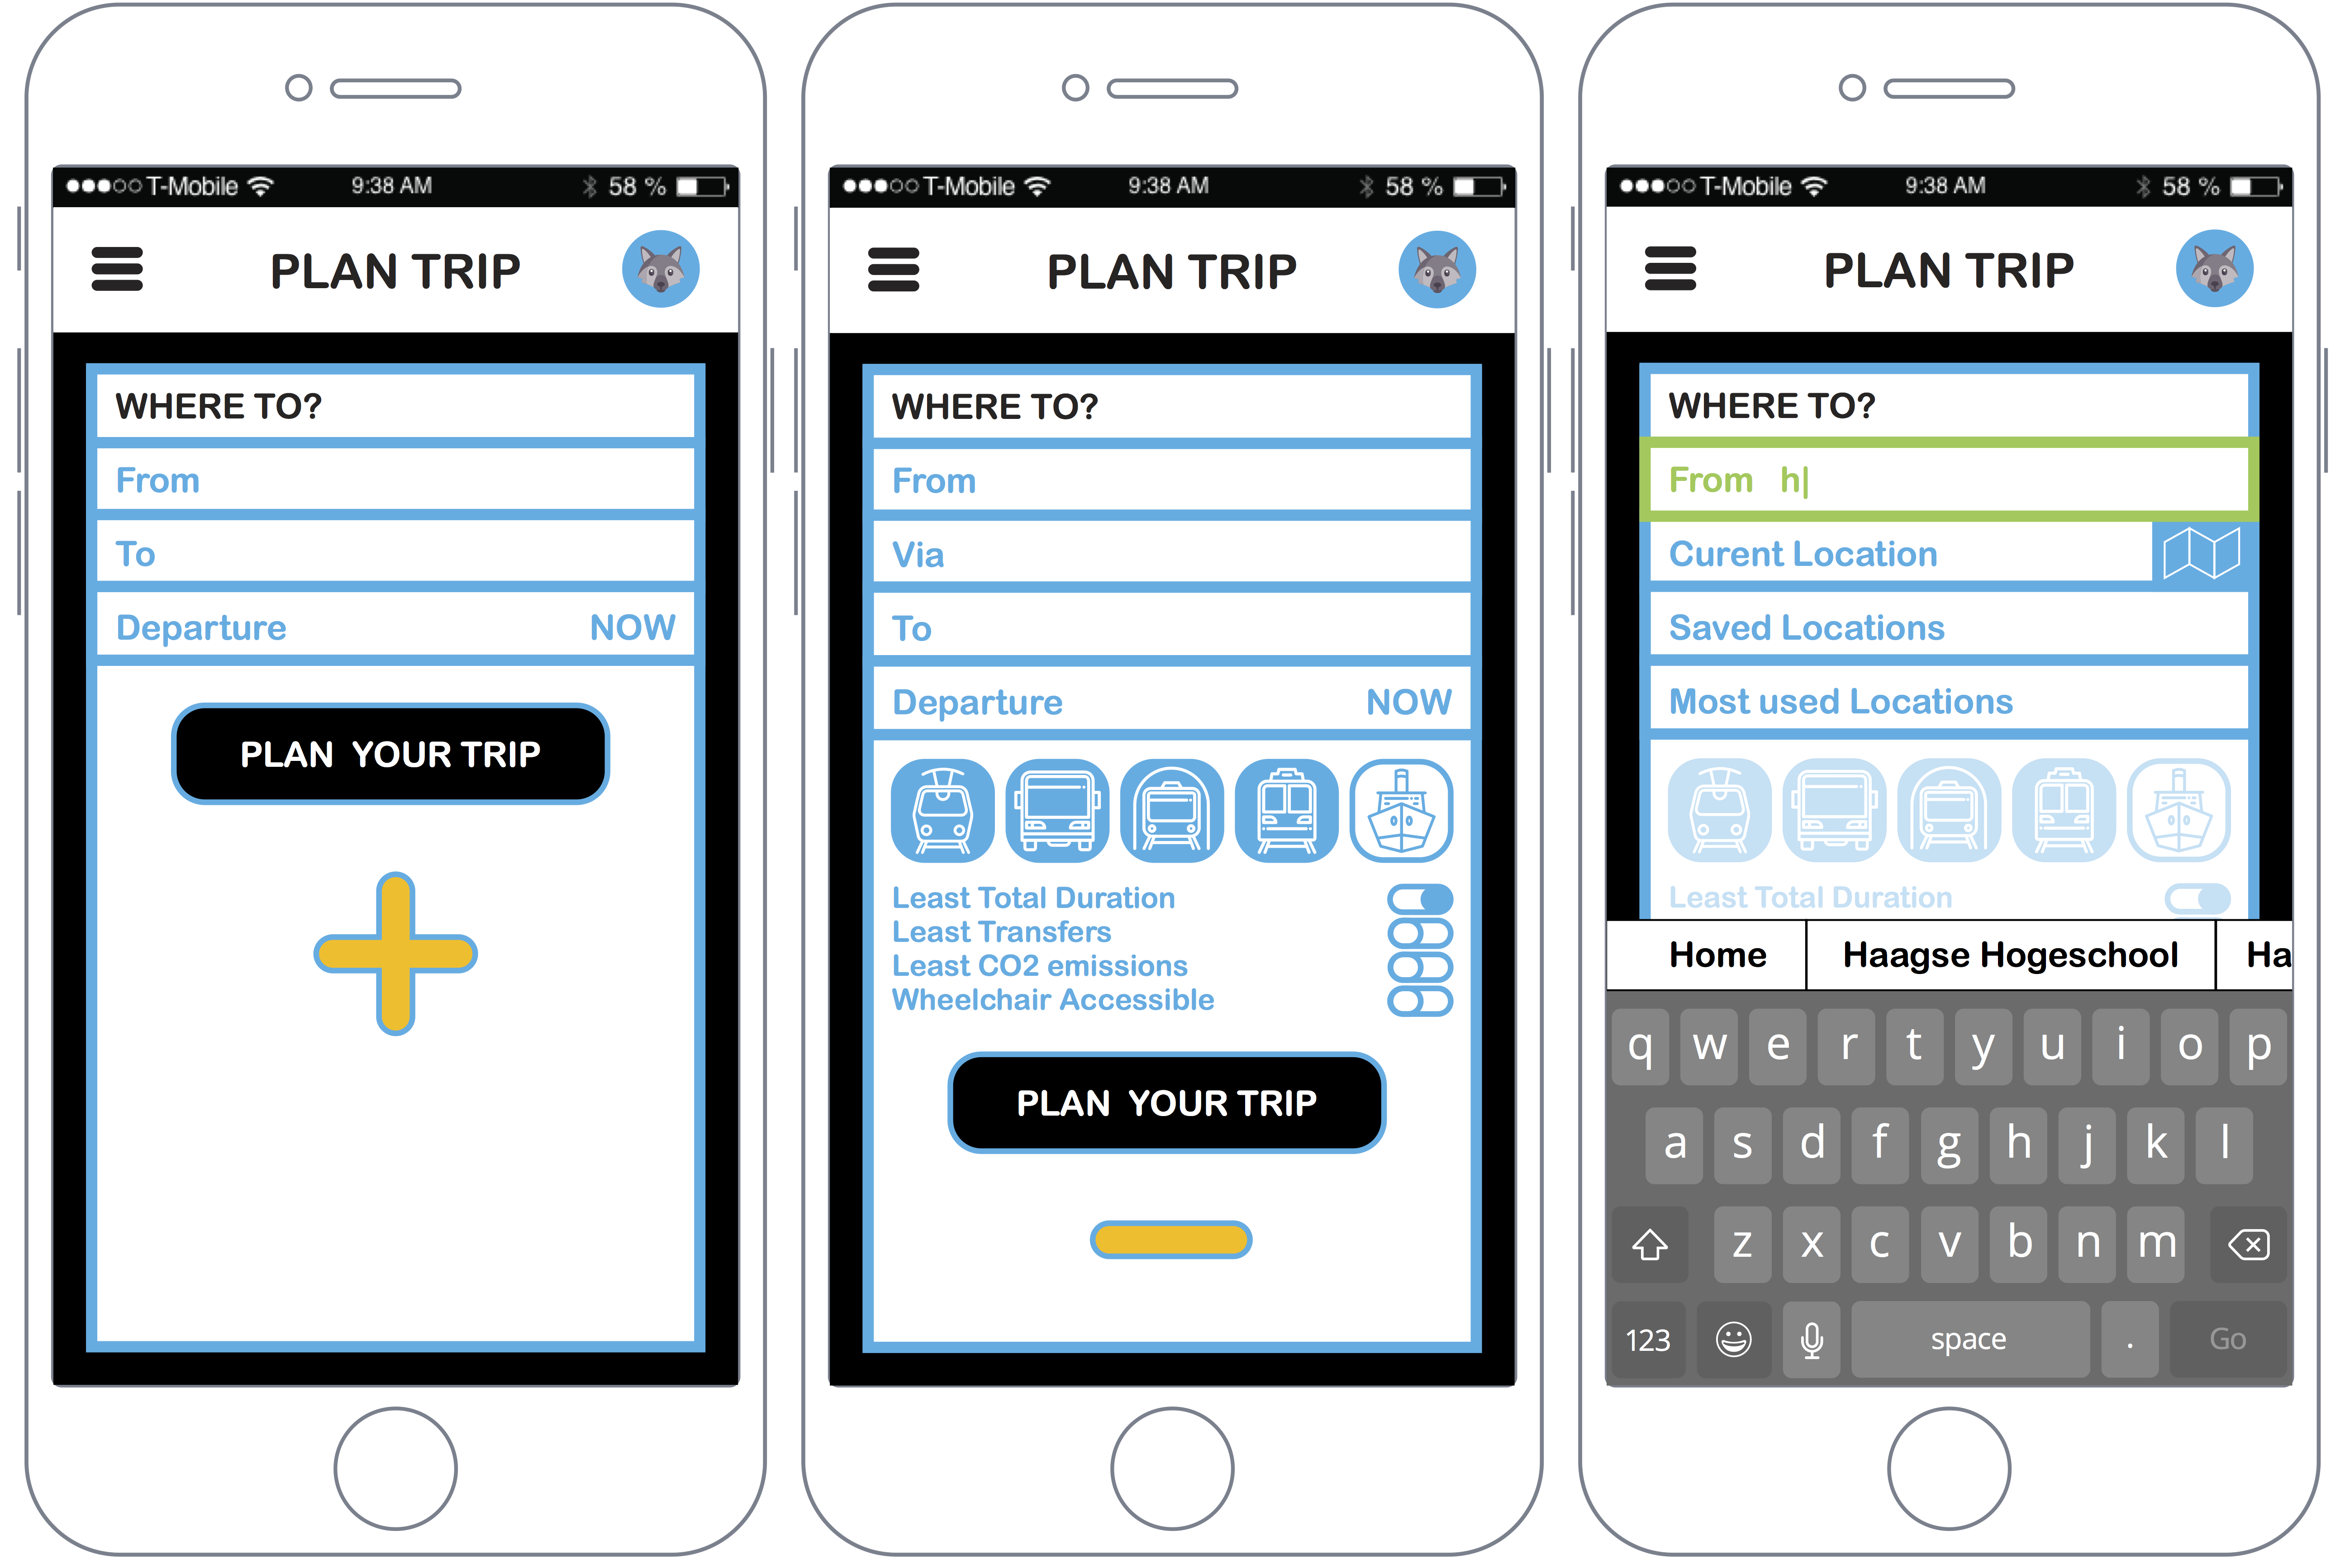 T-Mobile 9:38 AM 58 %
PLAN TRIP
WHERE TO?
From
To
Departure NOW
PLAN YOUR TRIP
T-Mobile 9:38 AM 58 %
PLAN TRIP
WHERE TO?
From
Via
To
Departure NOW
Least Total Duration
Least Transfers
Least CO2 emissions
Wheelchair Accessible
PLAN YOUR TRIP
T-Mobile 9:38 AM 58 %
PLAN TRIP
WHERE TO?
From h|
Curent Location
Saved Locations
Most used Locations
Least Total Duration
Home Haagse Hogeschool Ha
q w e r t y u i o p
a s d f g h j k l
z x c v b n m
123 space . Go